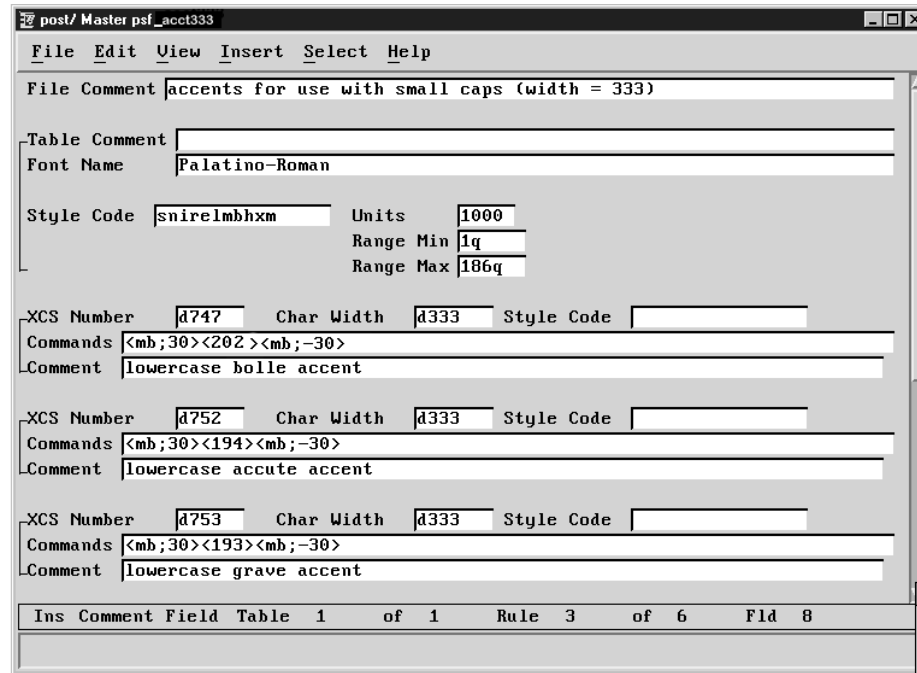 post/ Master psf_acct333
File Edit View Insert Select Help
File Comment accents for use with small caps (width = 333)
Table Comment
Font Name Palatino-Roman
Style Code snirelmbhxm Units 1000
Range Min 1q
Range Max 186q
XCS Number d747 Char Width d333 Style Code
Commands <mb;30><202><mb;-30>
Comment lowercase bolle accent
XCS Number d752 Char Width d333 Style Code
Commands <mb;30><194><mb;-30>
Comment lowercase accute accent
XCS Number d753 Char Width d333 Style Code
Commands <mb;30><193><mb;-30>
Comment lowercase grave accent
Ins Comment Field Table 1 of 1 Rule 3 of 6 Fld 8